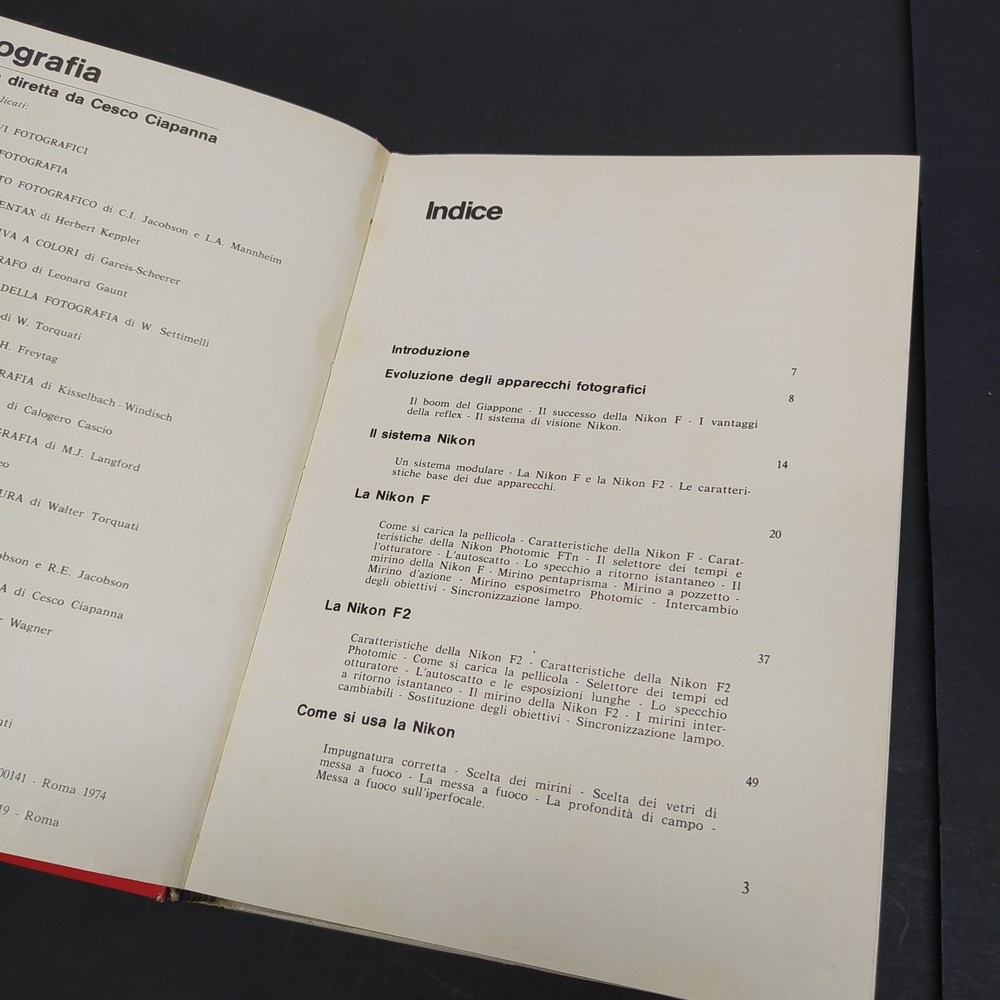 ografia
diretta da Cesco Ciapanna
licati:
VI FOTOGRAFICI
FOTOGRAFIA
TO FOTOGRAFICO di C.I. Jacobson e L.A. Mannheim
ENTAX di Herbert Keppler
IVA A COLORI di Gareis-Scheerer
RAFO di Leonard Gaunt
DELLA FOTOGRAFIA di W. Settimelli
di W. Torquati
H. Freytag
RAFIA di Kisselbach - Windisch
di Calogero Cascio
GRAFIA di M.J. Langford
eo
URA di Walter Torquati
obson e R.E. Jacobson
A di Cesco Ciapanna
r Wagner
ati
00141 - Roma 1974
19 - Roma
Indice
Introduzione 7
Evoluzione degli apparecchi fotografici 8
Il boom del Giappone - Il successo della Nikon F - I vantaggi
della reflex - Il sistema di visione Nikon.
Il sistema Nikon 14
Un sistema modulare - La Nikon F e la Nikon F2 - Le caratteri-
stiche base dei due apparecchi.
La Nikon F 20
Come si carica la pellicola - Caratteristiche della Nikon F - Carat-
teristiche della Nikon Photomic FTn - Il selettore dei tempi e
l'otturatore - L'autoscatto - Lo specchio a ritorno istantaneo - Il
mirino della Nikon F - Mirino pentaprisma - Mirino a pozzetto -
Mirino d'azione - Mirino esposimetro Photomic - Intercambio
degli obiettivi - Sincronizzazione lampo.
La Nikon F2 37
Caratteristiche della Nikon F2 - Caratteristiche della Nikon F2
Photomic - Come si carica la pellicola - Selettore dei tempi ed
otturatore - L'autoscatto e le esposizioni lunghe - Lo specchio
a ritorno istantaneo - Il mirino della Nikon F2 - I mirini inter-
cambiabili - Sostituzione degli obiettivi - Sincronizzazione lampo.
Come si usa la Nikon 49
Impugnatura corretta - Scelta dei mirini - Scelta dei vetri di
messa a fuoco - La messa a fuoco - La profondità di campo -
Messa a fuoco sull'iperfocale.
3